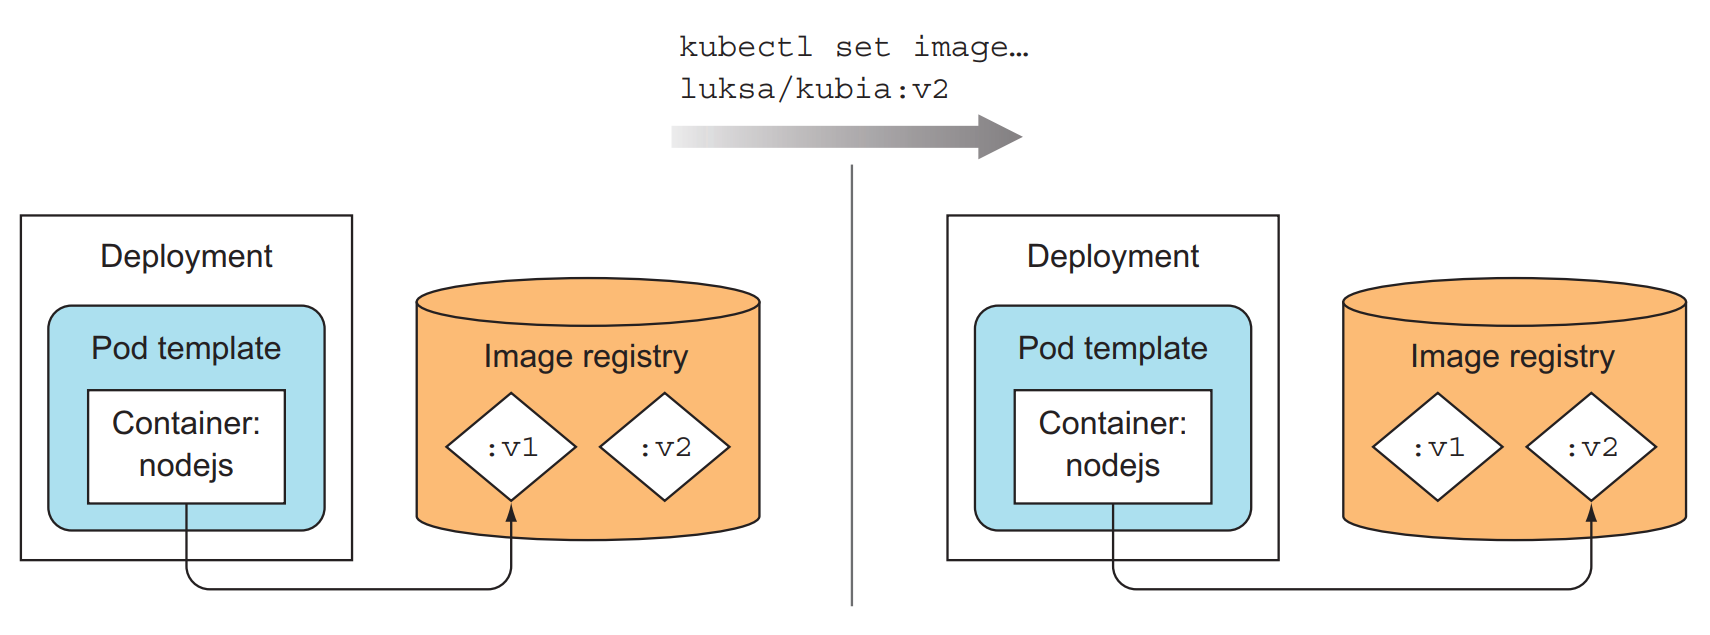 kubectl set image…
luksa/kubia:v2
Deployment
Pod template
Container:
nodejs
Image registry
:v1
:v2
Deployment
Pod template
Container:
nodejs
Image registry
:v1
:v2